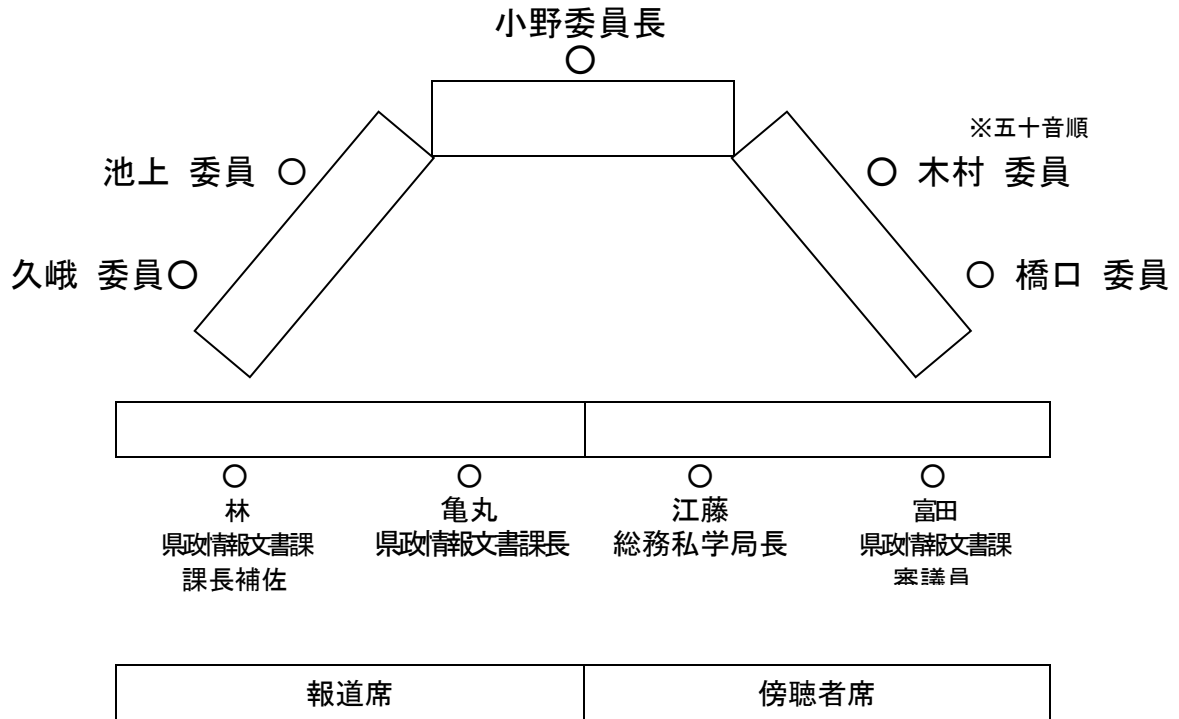 小野委員長
※五十音順
池上 委員
木村 委員
久峨 委員
橋口 委員
林
県政情報文書課
課長補佐
亀丸
県政情報文書課長
江藤
総務私学局長
富田
県政情報文書課
審議員
報道席
傍聴者席